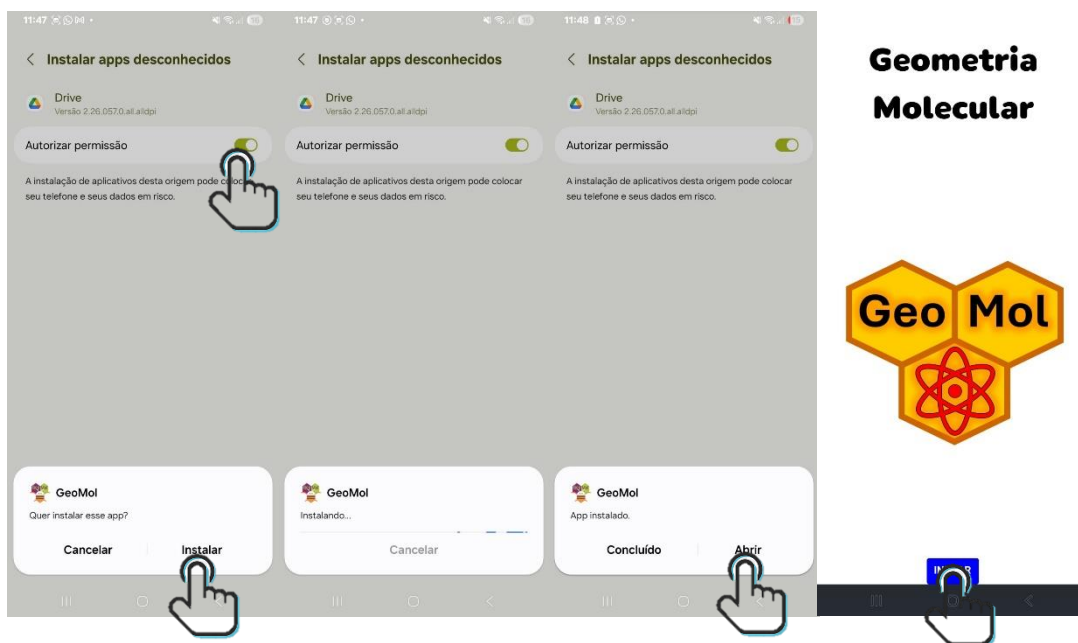 11:47
Instalar apps desconhecidos
Drive
Versão 2.26.057.0.all.alldpi
Autorizar permissão
A instalação de aplicativos desta origem pode colocar
seu telefone e seus dados em risco.
GeoMol
Quer instalar esse app?
Cancelar Instalar
11:47
Instalar apps desconhecidos
Drive
Versão 2.26.057.0.all.alldpi
Autorizar permissão
A instalação de aplicativos desta origem pode colocar
seu telefone e seus dados em risco.
GeoMol
Instalando...
Cancelar
11:48
Instalar apps desconhecidos
Drive
Versão 2.26.057.0.all.alldpi
Autorizar permissão
A instalação de aplicativos desta origem pode colocar
seu telefone e seus dados em risco.
GeoMol
App instalado.
Concluído Abrir
Geometria
Molecular
Geo Mol